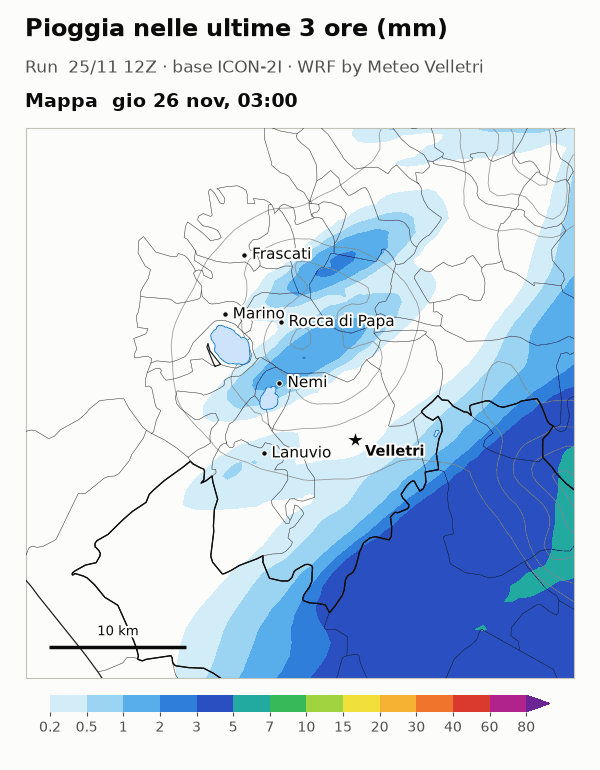 Pioggia nelle ultime 3 ore (mm)
Run  25/11 12Z · base ICON-2I · WRF by Meteo Velletri
Mappa  gio 26 nov, 03:00
Frascati
Marino
Rocca di Papa
Nemi
Velletri
Lanuvio
10 km
0.2 0.5 1 2 3 5 7 10 15 20 30 40 60 80